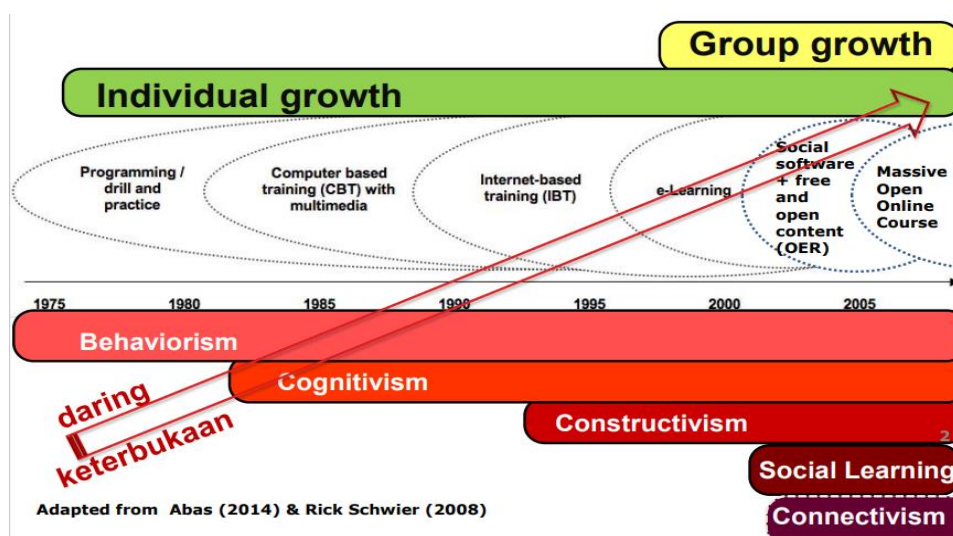 Group growth
Individual growth
Programming /
drill and
practice
Computer based
training (CBT) with
multimedia
Internet-based
training (IBT)
e-Learning
Social
software
+ free
and
open
content
(OER)
Massive
Open
Online
Course
1975
1980
1985
1990
1995
2000
2005
Behaviorism
Cognitivism
daring
keterbukaan
Constructivism
2
Social Learning
Connectivism
Adapted from Abas (2014) & Rick Schwier (2008)